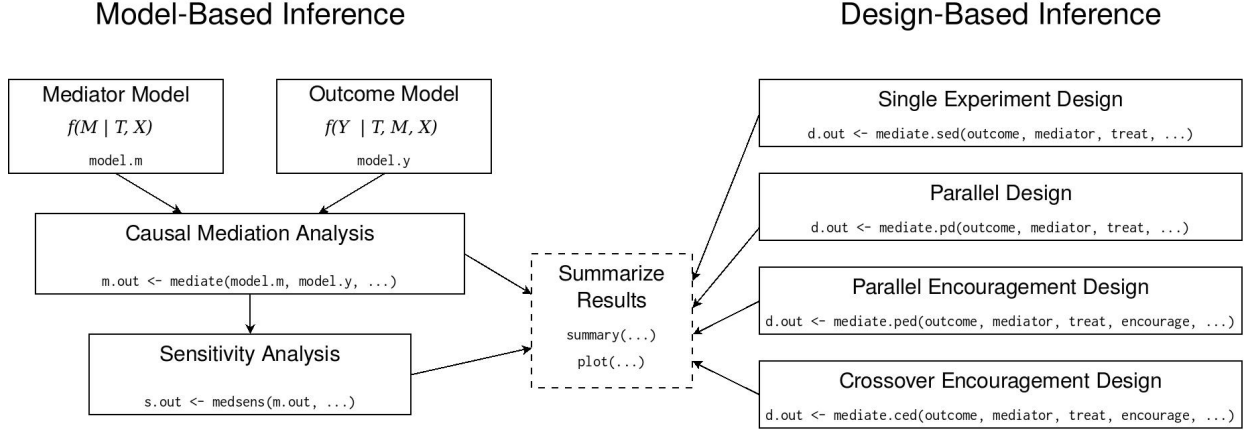 Model-Based Inference
Design-Based Inference
Mediator Model
f(M | T, X)
model.m
Outcome Model
f(Y | T, M, X)
model.y
Causal Mediation Analysis
m.out <- mediate(model.m, model.y, ...)
Sensitivity Analysis
s.out <- medsens(m.out, ...)
Summarize
Results
summary(...)
plot(...)
Single Experiment Design
d.out <- mediate.sed(outcome, mediator, treat, ...)
Parallel Design
d.out <- mediate.pd(outcome, mediator, treat, ...)
Parallel Encouragement Design
d.out <- mediate.ped(outcome, mediator, treat, encourage, ...)
Crossover Encouragement Design
d.out <- mediate.ced(outcome, mediator, treat, encourage, ...)